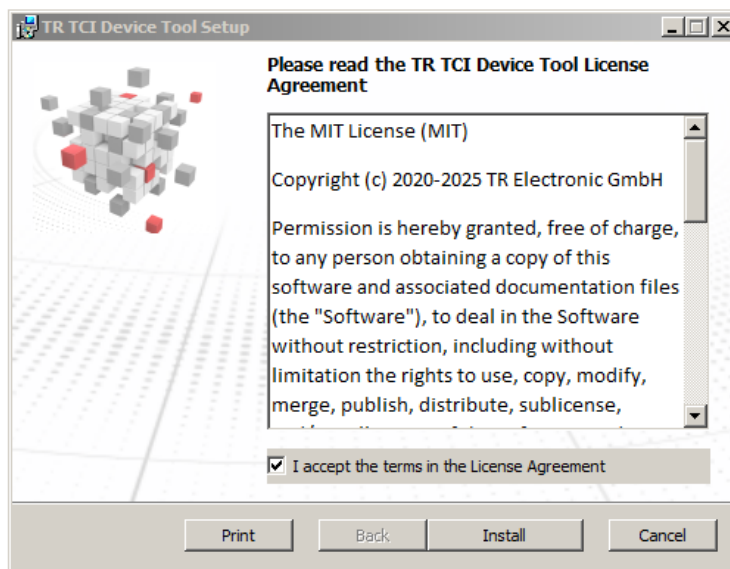 TR TCI Device Tool Setup
Please read the TR TCI Device Tool License
Agreement
The MIT License (MIT)
Copyright (c) 2020-2025 TR Electronic GmbH
Permission is hereby granted, free of charge,
to any person obtaining a copy of this
software and associated documentation files
(the "Software"), to deal in the Software
without restriction, including without
limitation the rights to use, copy, modify,
merge, publish, distribute, sublicense,
I accept the terms in the License Agreement
Print
Back
Install
Cancel